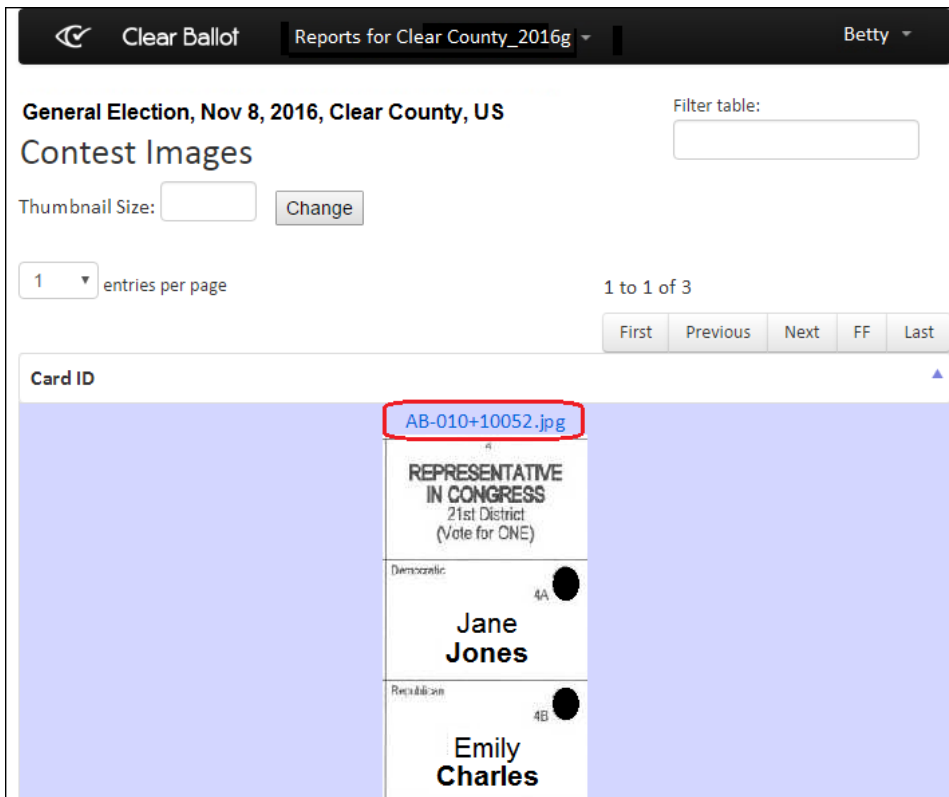 Clear Ballot Reports for Clear County_2016g Betty
General Election, Nov 8, 2016, Clear County, US
Filter table:
Contest Images
Thumbnail Size: Change
1 entries per page
1 to 1 of 3
First Previous Next FF Last
Card ID
AB-010+10052.jpg
4
REPRESENTATIVE
IN CONGRESS
21st District
(Vote for ONE)
Democratic
4A
Jane
Jones
Republican
4B
Emily
Charles